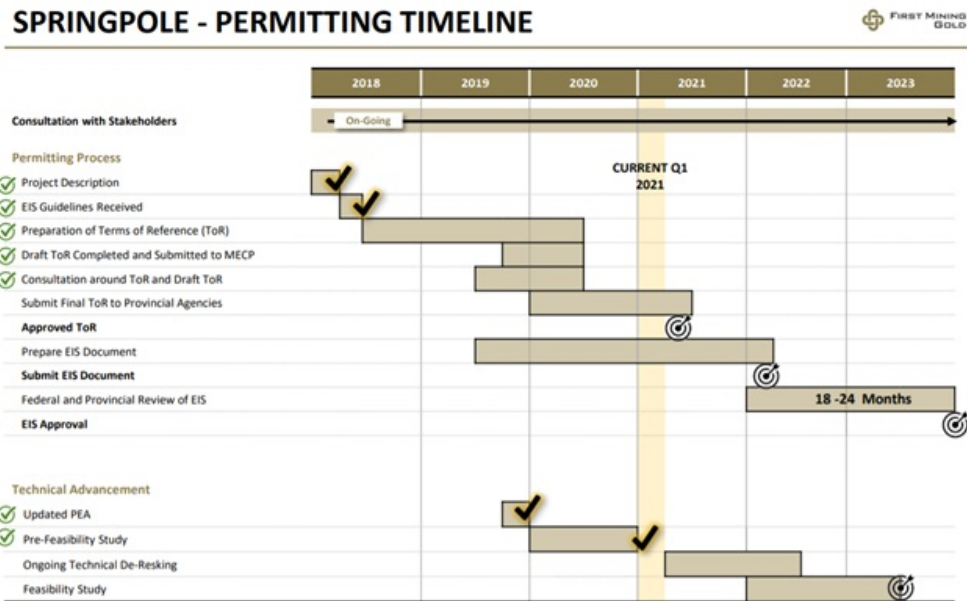 SPRINGPOLE - PERMITTING TIMELINE
FIRST MINING
GOLD
2018 2019 2020 2021 2022 2023
Consultation with Stakeholders On-Going
Permitting Process
CURRENT Q1
2021
Project Description
EIS Guidelines Received
Preparation of Terms of Reference (ToR)
Draft ToR Completed and Submitted to MECP
Consultation around ToR and Draft ToR
Submit Final ToR to Provincial Agencies
Approved ToR
Prepare EIS Document
Submit EIS Document
Federal and Provincial Review of EIS 18 -24 Months
EIS Approval
Technical Advancement
Updated PEA
Pre-Feasibility Study
Ongoing Technical De-Resking
Feasibility Study